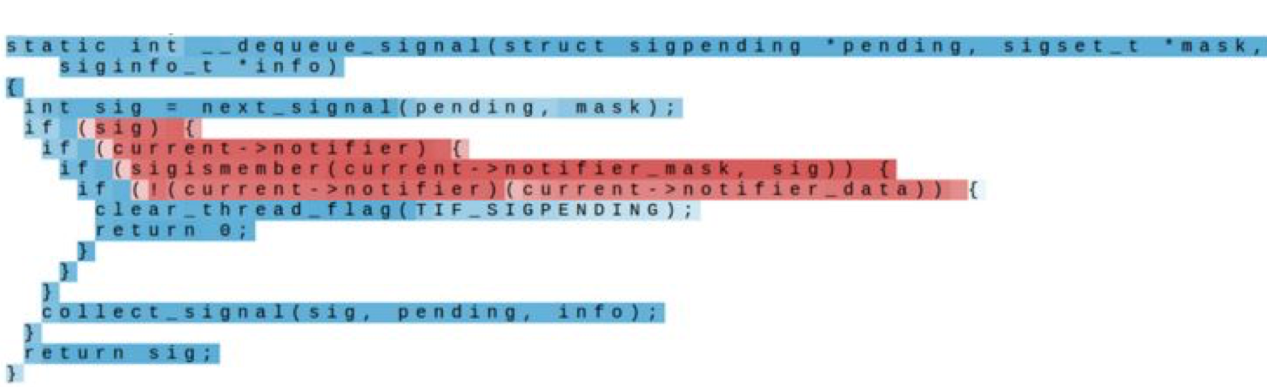 static int __dequeue_signal(struct sigpending *pending, sigset_t *mask,
      siginfo_t *info)
{
  int sig = next_signal(pending, mask);
  if (sig) {
    if (current->notifier) {
      if (sigismember(current->notifier_mask, sig)) {
        if (!(current->notifier)(current->notifier_data)) {
          clear_thread_flag(TIF_SIGPENDING);
          return 0;
        }
      }
    }
    collect_signal(sig, pending, info);
  }
  return sig;
}